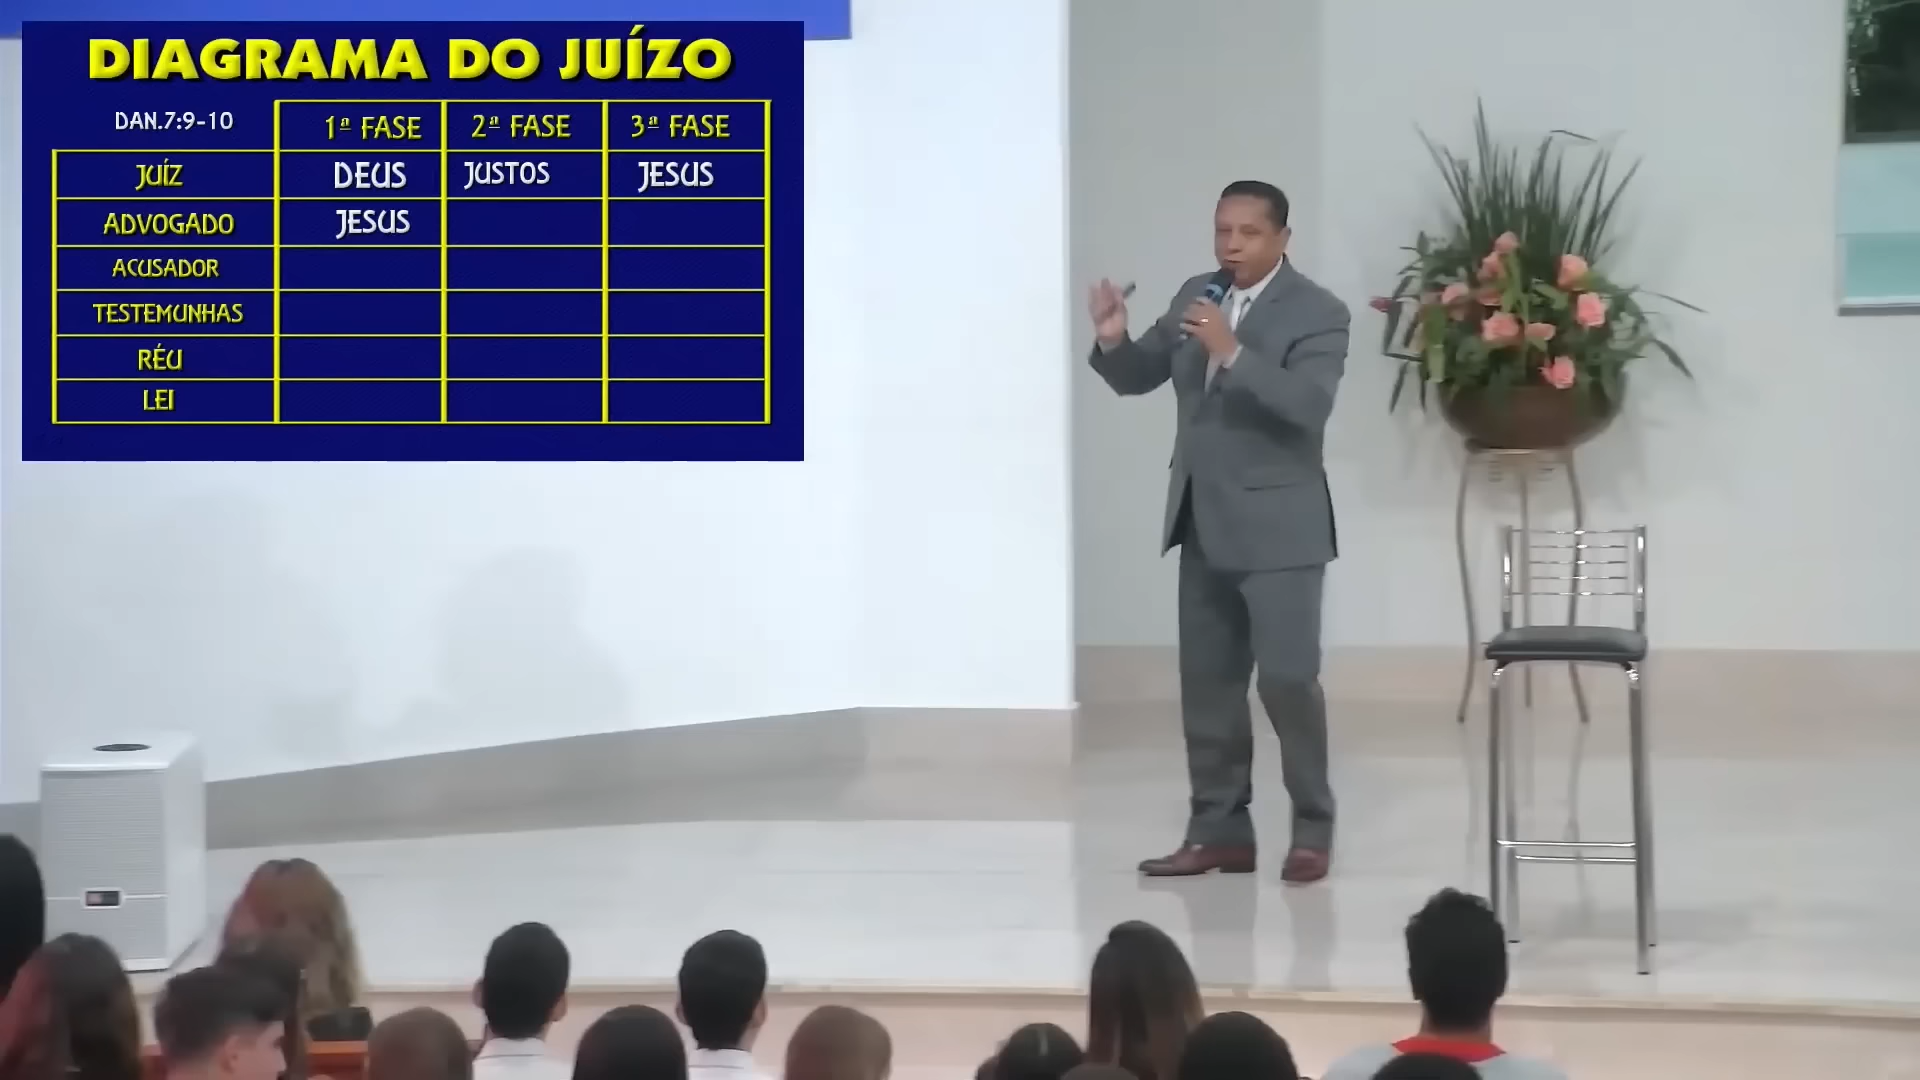 DIAGRAMA DO JUÍZO
DAN.7:9-10 1ª FASE 2ª FASE 3ª FASE
JUÍZ DEUS JUSTOS JESUS
ADVOGADO JESUS
ACUSADOR
TESTEMUNHAS
RÉU
LEI